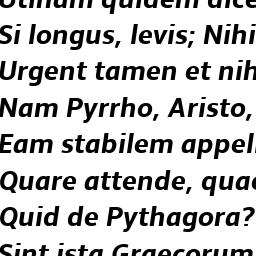 Utinam quidem dice
Si longus, levis; Nihi
Urgent tamen et nih
Nam Pyrrho, Aristo,
Eam stabilem appel
Quare attende, quae
Quid de Pythagora?
Sint ista Graecorum